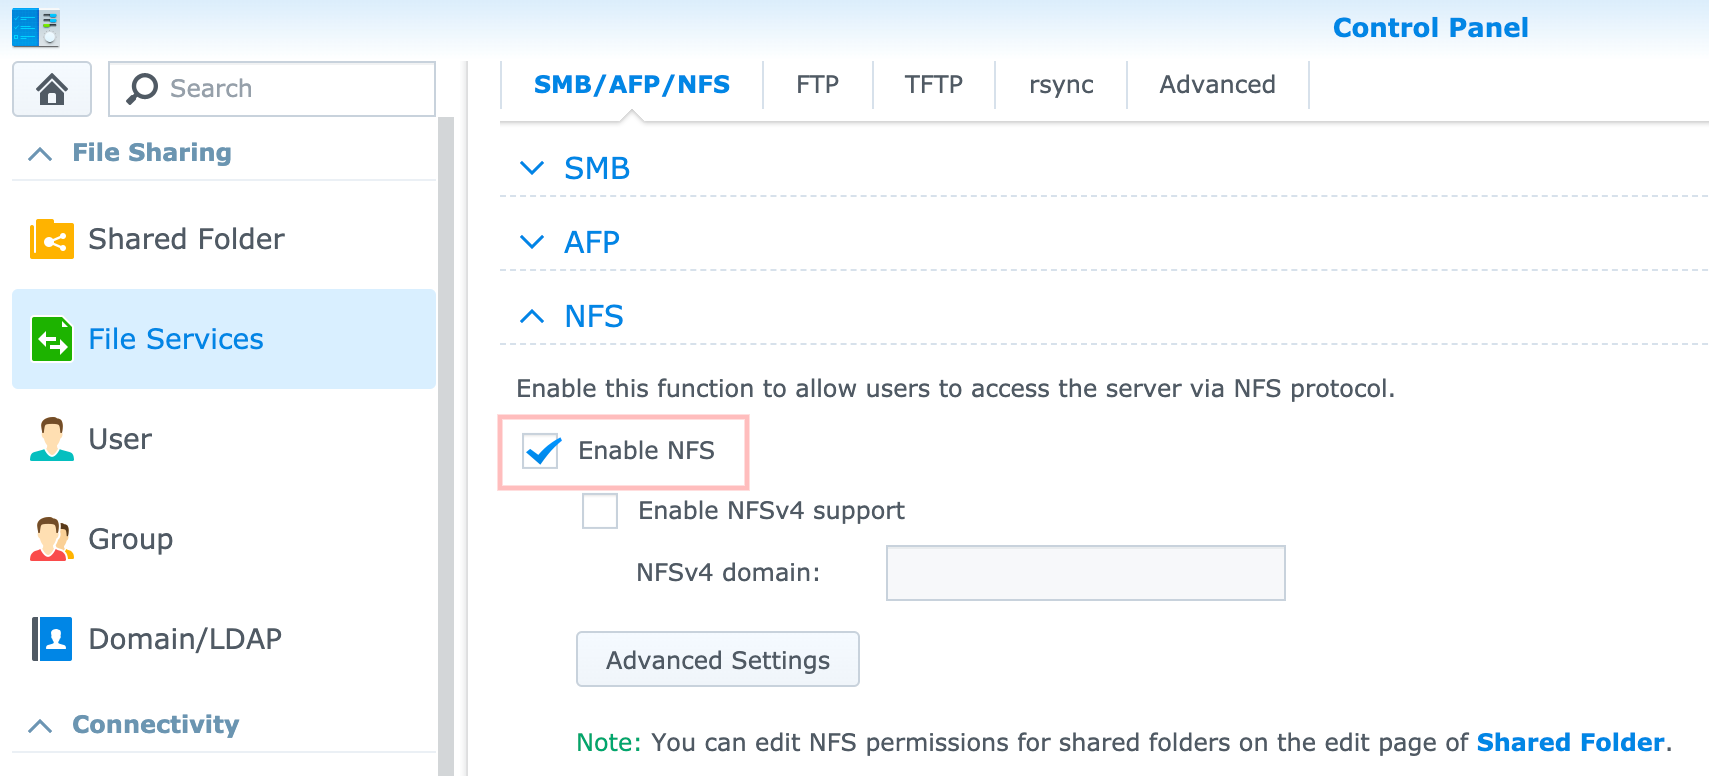 Control Panel
Search
SMB/AFP/NFS FTP TFTP rsync Advanced
File Sharing
Shared Folder
File Services
User
Group
Domain/LDAP
Connectivity
SMB
AFP
NFS
Enable this function to allow users to access the server via NFS protocol.
Enable NFS
Enable NFSv4 support
NFSv4 domain:
Advanced Settings
Note: You can edit NFS permissions for shared folders on the edit page of Shared Folder.